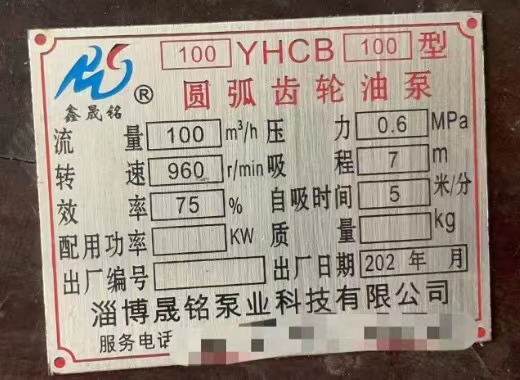 100 YHCB 100 型
鑫晟铭 ®
圆弧齿轮油泵
流量 100 m³/h 压力 0.6 MPa
转速 960 r/min 吸程 7 m
效率 75 % 自吸时间 5 米/分
配用功率 KW 质量 kg
出厂编号 出厂日期 202 年 月
淄博晟铭泵业科技有限公司
服务电话